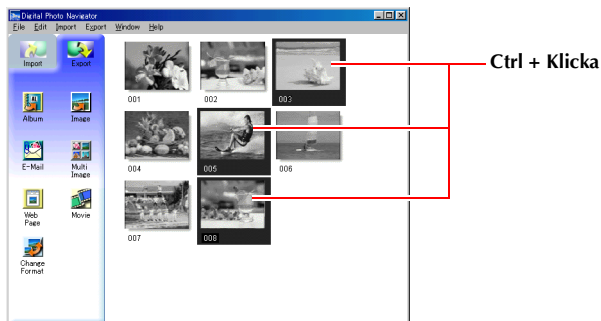 Digital Photo Navigator
File Edit Import Export Window Help
Import Export
001 002 003
Ctrl + Klicka
Album Image
004 005 006
E-Mail Multi
Image
007 008
Web
Page
Movie
Change
Format